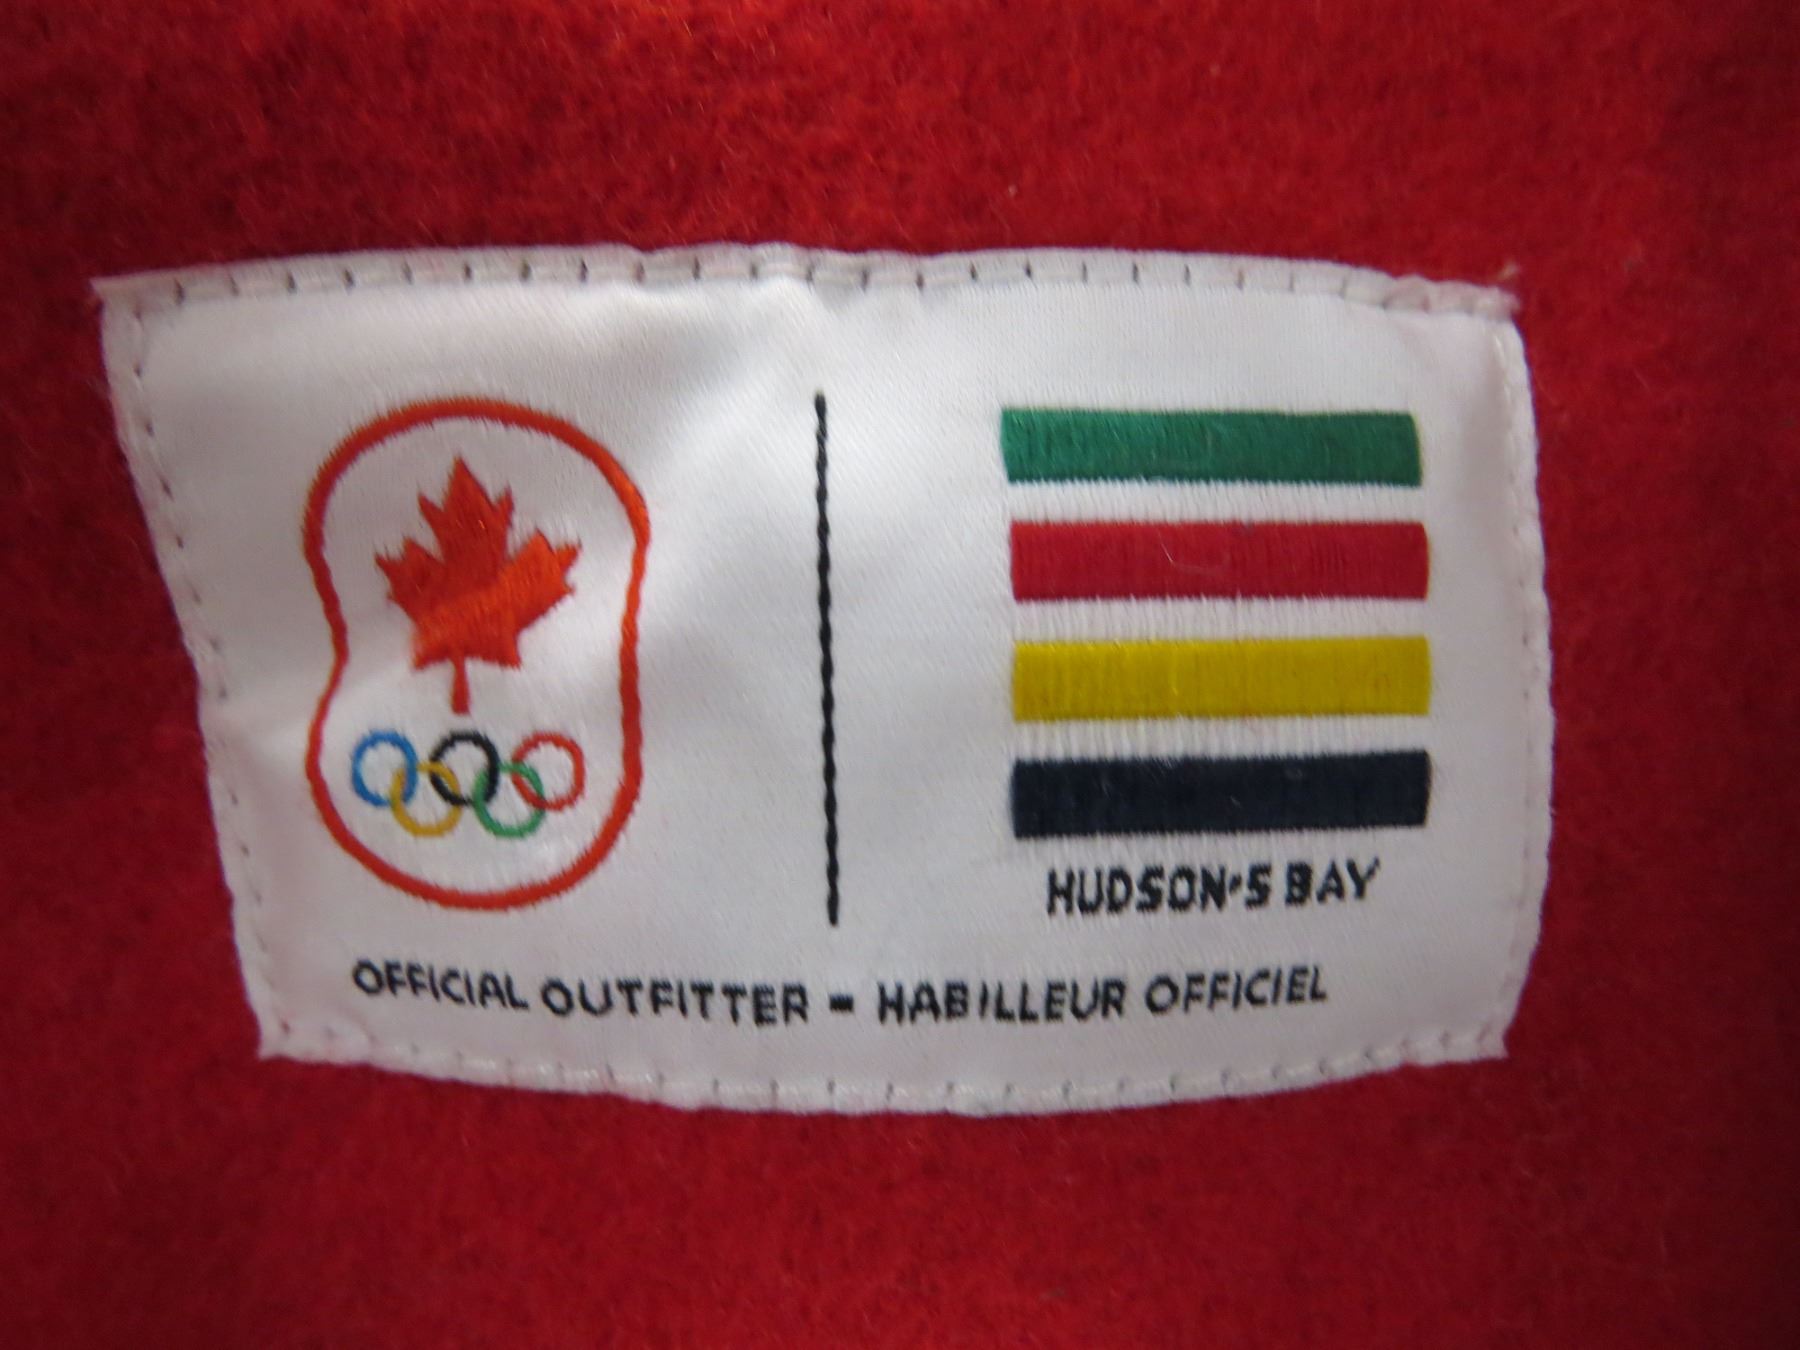 HUDSON'S BAY
OFFICIAL OUTFITTER - HABILLEUR OFFICIEL